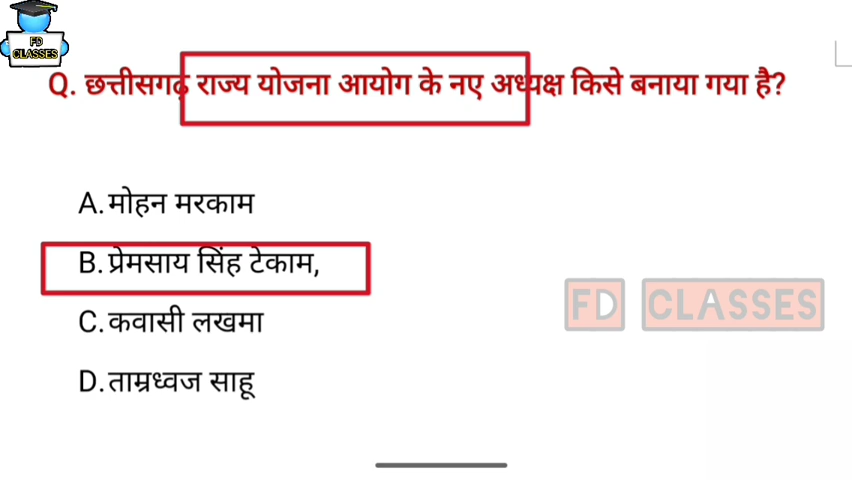 FD
CLASSES
Q. छत्तीसगढ़ राज्य योजना आयोग के नए अध्यक्ष किसे बनाया गया है?
A. मोहन मरकाम
B. प्रेमसाय सिंह टेकाम,
C. कवासी लखमा
D. ताम्रध्वज साहू
FD CLASSES